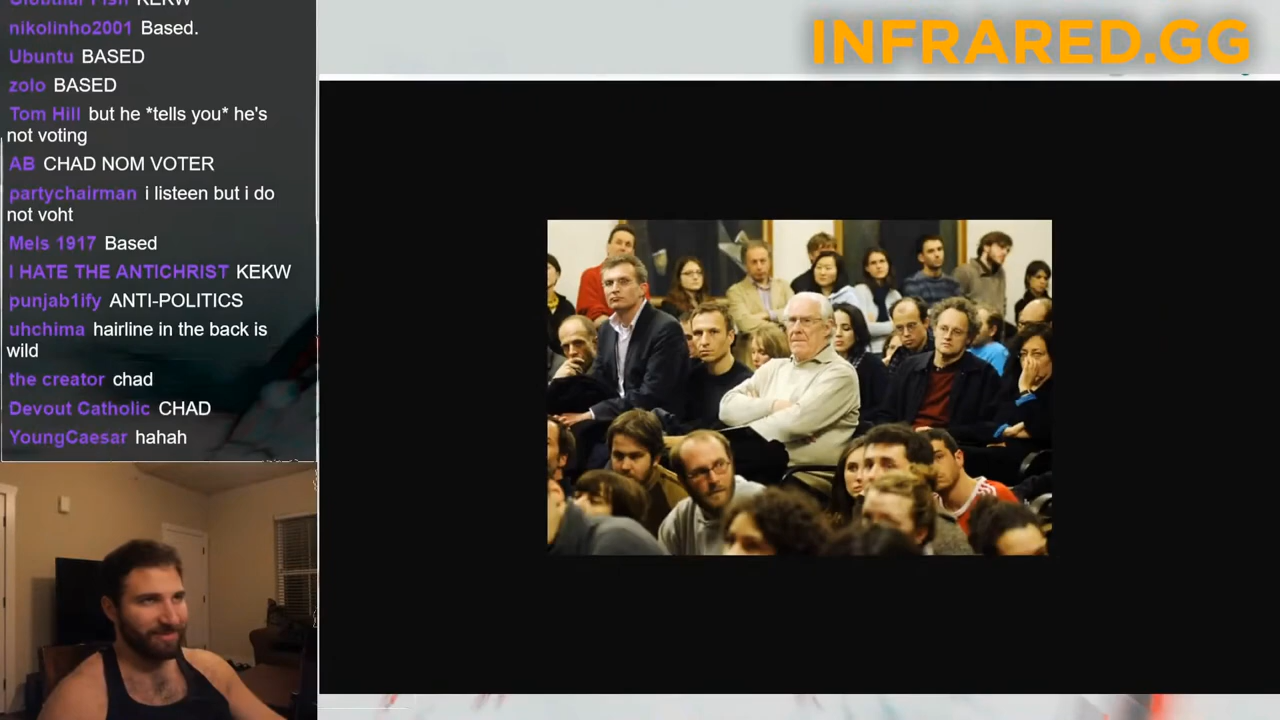 INFRARED.GG
KEKW
nikolinho2001 Based.
Ubuntu BASED
zolo BASED
Tom Hill but he *tells you* he's
not voting
AB CHAD NOM VOTER
partychairman i listeen but i do
not voht
Mels 1917 Based
I HATE THE ANTICHRIST KEKW
punjab1ify ANTI-POLITICS
uhchima hairline in the back is
wild
the creator chad
Devout Catholic CHAD
YoungCaesar hahah